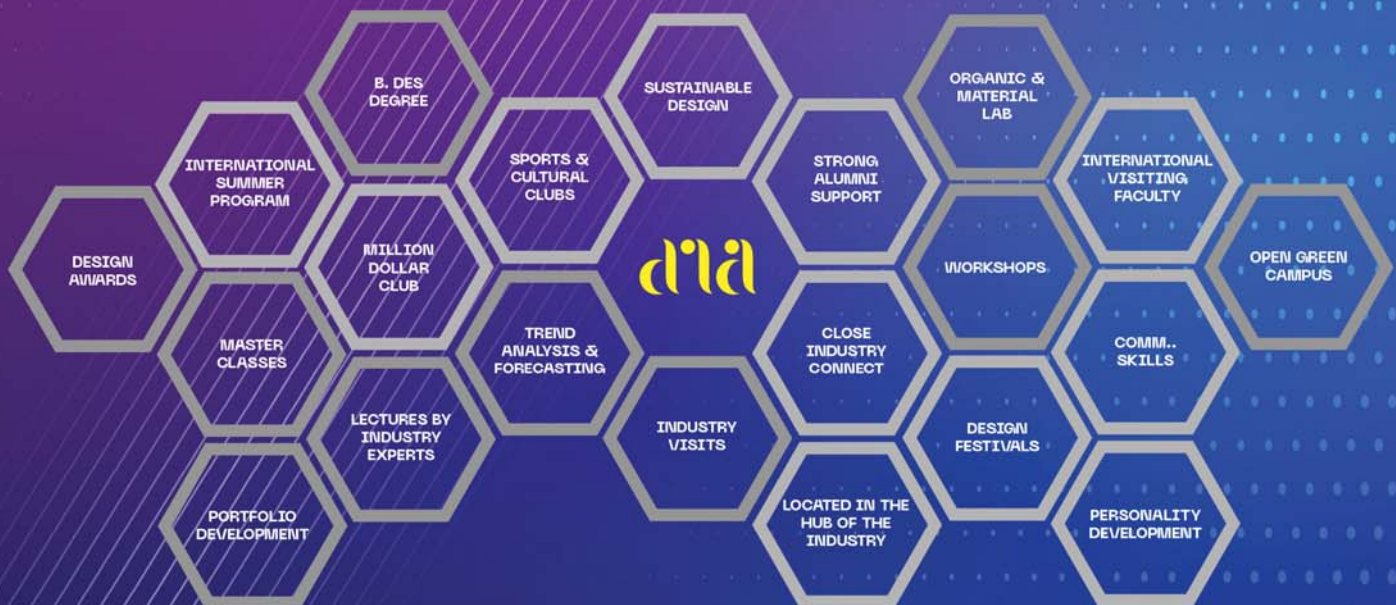 B. DES
DEGREE
SUSTAINABLE
DESIGN
ORGANIC &
MATERIAL
LAB
INTERNATIONAL
SUMMER
PROGRAM
SPORTS &
CULTURAL
CLUBS
STRONG
ALUMNI
SUPPORT
INTERNATIONAL
VISITING
FACULTY
DESIGN
AWARDS
MILLION
DOLLAR
CLUB
WORKSHOPS
OPEN GREEN
CAMPUS
MASTER
CLASSES
TREND
ANALYSIS &
FORECASTING
CLOSE
INDUSTRY
CONNECT
COMM..
SKILLS
LECTURES BY
INDUSTRY
EXPERTS
INDUSTRY
VISITS
DESIGN
FESTIVALS
PORTFOLIO
DEVELOPMENT
LOCATED IN THE
HUB OF THE
INDUSTRY
PERSONALITY
DEVELOPMENT